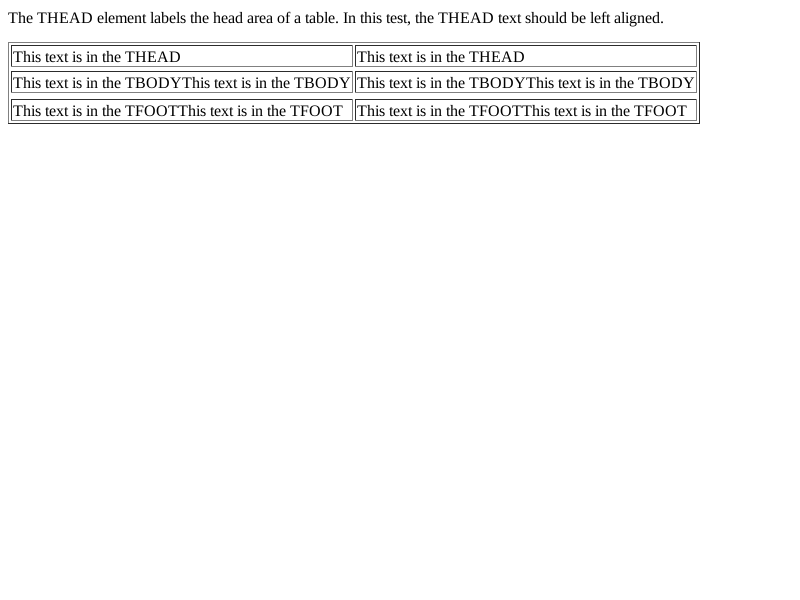 The THEAD element labels the head area of a table. In this test, the THEAD text should be left aligned.
This text is in the THEAD This text is in the THEAD
This text is in the TBODYThis text is in the TBODY This text is in the TBODYThis text is in the TBODY
This text is in the TFOOTThis text is in the TFOOT This text is in the TFOOTThis text is in the TFOOT